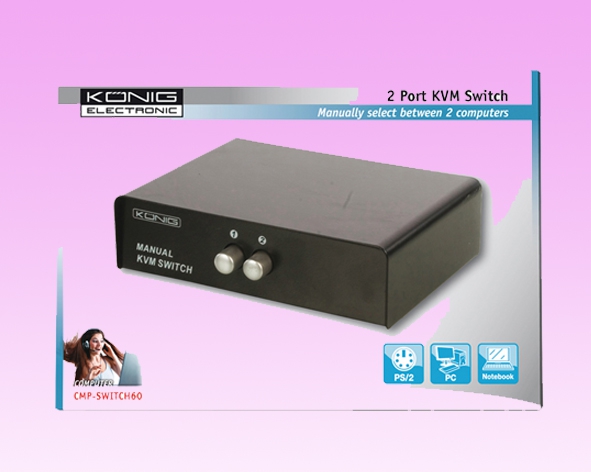 KÖNIG
ELECTRONIC
2 Port KVM Switch
Manually select between 2 computers
KÖNIG
1 2
MANUAL
KVM SWITCH
PS/2
PC
Notebook
COMPUTER
CMP-SWITCH60